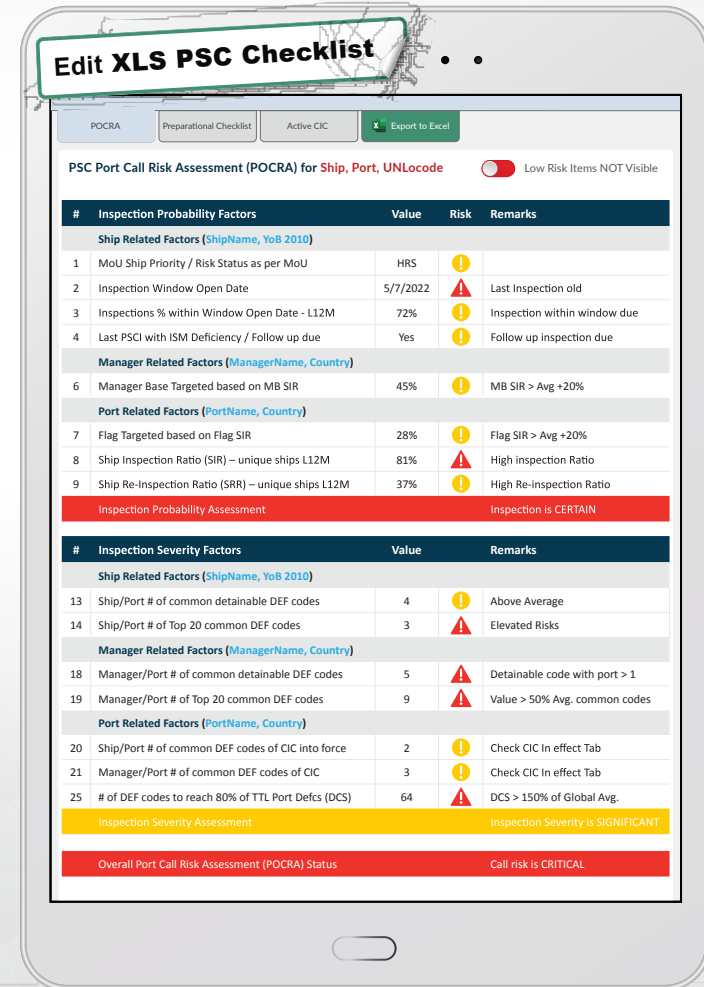 Edit XLS PSC Checklist
POCRA Preparational Checklist Active CIC Export to Excel
PSC Port Call Risk Assessment (POCRA) for Ship, Port, UNLocode Low Risk Items NOT Visible
# Inspection Probability Factors Value Risk Remarks
Ship Related Factors (ShipName, YoB 2010)
1 MoU Ship Priority / Risk Status as per MoU HRS
2 Inspection Window Open Date 5/7/2022 Last Inspection old
3 Inspections % within Window Open Date - L12M 72% Inspection within window due
4 Last PSCI with ISM Deficiency / Follow up due Yes Follow up inspection due
Manager Related Factors (ManagerName, Country)
6 Manager Base Targeted based on MB SIR 45% MB SIR > Avg +20%
Port Related Factors (PortName, Country)
7 Flag Targeted based on Flag SIR 28% Flag SIR > Avg +20%
8 Ship Inspection Ratio (SIR) – unique ships L12M 81% High inspection Ratio
9 Ship Re-Inspection Ratio (SRR) – unique ships L12M 37% High Re-inspection Ratio
Inspection Probability Assessment Inspection is CERTAIN
# Inspection Severity Factors Value Remarks
Ship Related Factors (ShipName, YoB 2010)
13 Ship/Port # of common detainable DEF codes 4 Above Average
14 Ship/Port # of Top 20 common DEF codes 3 Elevated Risks
Manager Related Factors (ManagerName, Country)
18 Manager/Port # of common detainable DEF codes 5 Detainable code with port > 1
19 Manager/Port # of Top 20 common DEF codes 9 Value > 50% Avg. common codes
Port Related Factors (PortName, Country)
20 Ship/Port # of common DEF codes of CIC into force 2 Check CIC In effect Tab
21 Manager/Port # of common DEF codes of CIC 3 Check CIC In effect Tab
25 # of DEF codes to reach 80% of TTL Port Defcs (DCS) 64 DCS > 150% of Global Avg.
Inspection Severity Assessment Inspection Severity is SIGNIFICANT
Overall Port Call Risk Assessment (POCRA) Status Call risk is CRITICAL